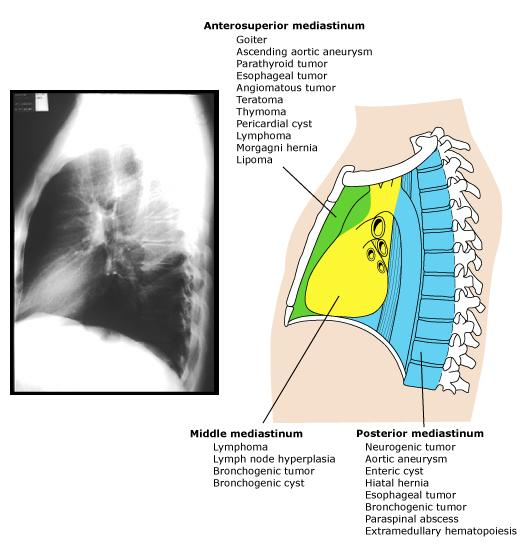 Anterosuperior mediastinum
Goiter
Ascending aortic aneurysm
Parathyroid tumor
Esophageal tumor
Angiomatous tumor
Teratoma
Thymoma
Pericardial cyst
Lymphoma
Morgagni hernia
Lipoma
Middle mediastinum
Lymphoma
Lymph node hyperplasia
Bronchogenic tumor
Bronchogenic cyst
Posterior mediastinum
Neurogenic tumor
Aortic aneurysm
Enteric cyst
Hiatal hernia
Esophageal tumor
Bronchogenic tumor
Paraspinal abscess
Extramedullary hematopoiesis